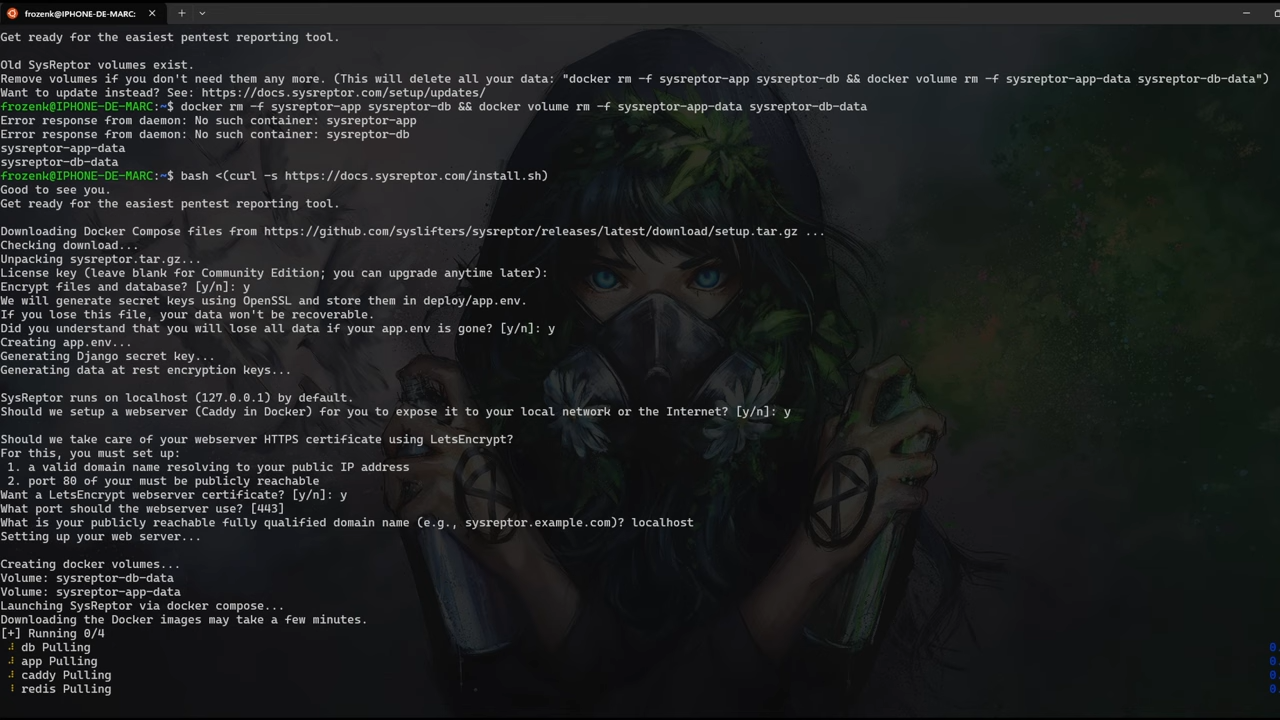 frozenk@IPHONE-DE-MARC:
Get ready for the easiest pentest reporting tool.
Old SysReptor volumes exist.
Remove volumes if you don't need them any more. (This will delete all your data: "docker rm -f sysreptor-app sysreptor-db && docker volume rm -f sysreptor-app-data sysreptor-db-data")
Want to update instead? See: https://docs.sysreptor.com/setup/updates/
frozenk@IPHONE-DE-MARC:~$ docker rm -f sysreptor-app sysreptor-db && docker volume rm -f sysreptor-app-data sysreptor-db-data
Error response from daemon: No such container: sysreptor-app
Error response from daemon: No such container: sysreptor-db
sysreptor-app-data
sysreptor-db-data
frozenk@IPHONE-DE-MARC:~$ bash <(curl -s https://docs.sysreptor.com/install.sh)
Good to see you.
Get ready for the easiest pentest reporting tool.
Downloading Docker Compose files from https://github.com/syslifters/sysreptor/releases/latest/download/setup.tar.gz ...
Checking download...
Unpacking sysreptor.tar.gz...
License key (leave blank for Community Edition; you can upgrade anytime later):
Encrypt files and database? [y/n]: y
We will generate secret keys using OpenSSL and store them in deploy/app.env.
If you lose this file, your data won't be recoverable.
Did you understand that you will lose all data if your app.env is gone? [y/n]: y
Creating app.env...
Generating Django secret key...
Generating data at rest encryption keys...
SysReptor runs on localhost (127.0.0.1) by default.
Should we setup a webserver (Caddy in Docker) for you to expose it to your local network or the Internet? [y/n]: y
Should we take care of your webserver HTTPS certificate using LetsEncrypt?
For this, you must set up:
1. a valid domain name resolving to your public IP address
2. port 80 of your must be publicly reachable
Want a LetsEncrypt webserver certificate? [y/n]: y
What port should the webserver use? [443]
What is your publicly reachable fully qualified domain name (e.g., sysreptor.example.com)? localhost
Setting up your web server...
Creating docker volumes...
Volume: sysreptor-db-data
Volume: sysreptor-app-data
Launching SysReptor via docker compose...
Downloading the Docker images may take a few minutes.
[+] Running 0/4
db Pulling
app Pulling
caddy Pulling
redis Pulling